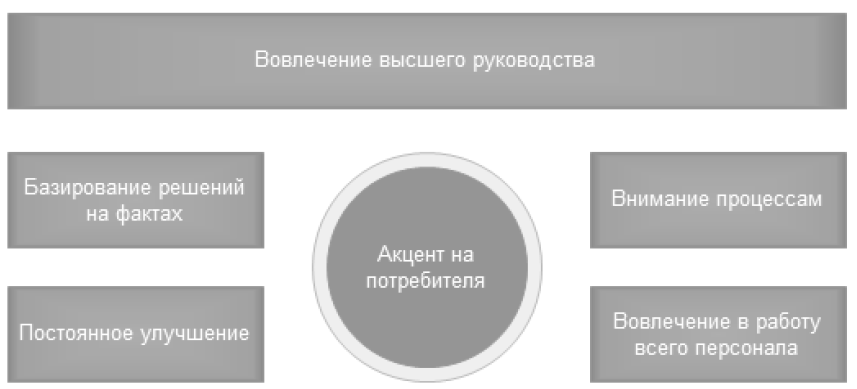 Вовлечение высшего руководства
Базирование решений
на фактах
Внимание процессам
Акцент на
потребителя
Постоянное улучшение
Вовлечение в работу
всего персонала